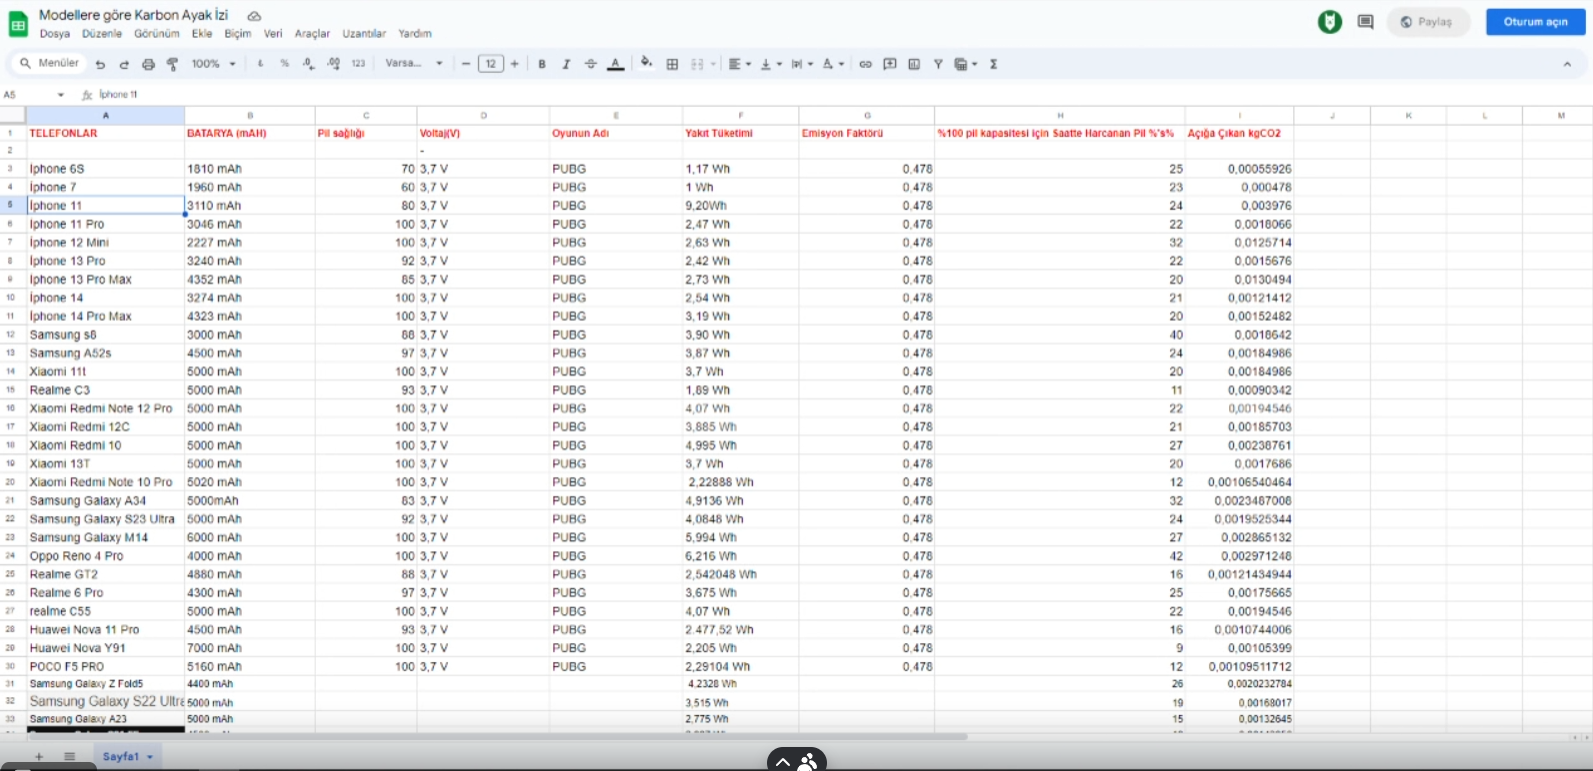 Modellere göre Karbon Ayak İzi
Paylaş
Oturum açın
Dosya Düzenle Görünüm Ekle Biçim Veri Araçlar Uzantılar Yardım
Menüler 100% ₺ % .0 .00 123 Varsa... − 12 + B I A
A5 fx İphone 11
A B C D E F G H I J K L M
1 TELEFONLAR BATARYA (mAH) Pil sağlığı Voltaj(V) Oyunun Adı Yakıt Tüketimi Emisyon Faktörü %100 pil kapasitesi için Saatte Harcanan Pil %'s% Açığa Çıkan kgCO2
2 -
3 İphone 6S 1810 mAh 70 3,7 V PUBG 1,17 Wh 0,478 25 0,00055926
4 İphone 7 1960 mAh 60 3,7 V PUBG 1 Wh 0,478 23 0,000478
5 İphone 11 3110 mAh 80 3,7 V PUBG 9,20Wh 0,478 24 0,003976
6 Iphone 11 Pro 3046 mAh 100 3,7 V PUBG 2,47 Wh 0,478 22 0,0018066
7 İphone 12 Mini 2227 mAh 100 3,7 V PUBG 2,63 Wh 0,478 32 0,0125714
8 İphone 13 Pro 3240 mAh 92 3,7 V PUBG 2,42 Wh 0,478 22 0,0015676
9 İphone 13 Pro Max 4352 mAh 85 3,7 V PUBG 2,73 Wh 0,478 20 0,0130494
10 İphone 14 3274 mAh 100 3,7 V PUBG 2,54 Wh 0,478 21 0,00121412
11 İphone 14 Pro Max 4323 mAh 100 3,7 V PUBG 3,19 Wh 0,478 20 0,00152482
12 Samsung s8 3000 mAh 88 3,7 V PUBG 3,90 Wh 0,478 40 0,0018642
13 Samsung A52s 4500 mAh 97 3,7 V PUBG 3,87 Wh 0,478 24 0,00184986
14 Xiaomi 11t 5000 mAh 100 3,7 V PUBG 3,7 Wh 0,478 20 0,00184986
15 Realme C3 5000 mAh 93 3,7 V PUBG 1,89 Wh 0,478 11 0,00090342
16 Xiaomi Redmi Note 12 Pro 5000 mAh 100 3,7 V PUBG 4,07 Wh 0,478 22 0,00194546
17 Xiaomi Redmi 12C 5000 mAh 100 3,7 V PUBG 3,885 Wh 0,478 21 0,00185703
18 Xiaomi Redmi 10 5000 mAh 100 3,7 V PUBG 4,995 Wh 0,478 27 0,00238761
19 Xiaomi 13T 5000 mAh 100 3,7 V PUBG 3,7 Wh 0,478 20 0,0017686
20 Xiaomi Redmi Note 10 Pro 5020 mAh 100 3,7 V PUBG 2,22888 Wh 0,478 12 0,00106540464
21 Samsung Galaxy A34 5000mAh 83 3,7 V PUBG 4,9136 Wh 0,478 32 0,0023487008
22 Samsung Galaxy S23 Ultra 5000 mAh 92 3,7 V PUBG 4,0848 Wh 0,478 24 0,0019525344
23 Samsung Galaxy M14 6000 mAh 100 3,7 V PUBG 5,994 Wh 0,478 27 0,002865132
24 Oppo Reno 4 Pro 4000 mAh 100 3,7 V PUBG 6,216 Wh 0,478 42 0,002971248
25 Realme GT2 4880 mAh 88 3,7 V PUBG 2,542048 Wh 0,478 16 0,00121434944
26 Realme 6 Pro 4300 mAh 97 3,7 V PUBG 3,675 Wh 0,478 25 0,00175665
27 realme C55 5000 mAh 100 3,7 V PUBG 4,07 Wh 0,478 22 0,00194546
28 Huawei Nova 11 Pro 4500 mAh 93 3,7 V PUBG 2.477,52 Wh 0,478 16 0,0010744006
29 Huawei Nova Y91 7000 mAh 100 3,7 V PUBG 2,205 Wh 0,478 9 0,00105399
30 POCO F5 PRO 5160 mAh 100 3,7 V PUBG 2,29104 Wh 0,478 12 0,00109511712
31 Samsung Galaxy Z Fold5 4400 mAh 4,2328 Wh 26 0,0020232784
32 Samsung Galaxy S22 Ultra 5000 mAh 3,515 Wh 19 0,00168017
33 Samsung Galaxy A23 5000 mAh 2,775 Wh 15 0,00132645
Sayfa1